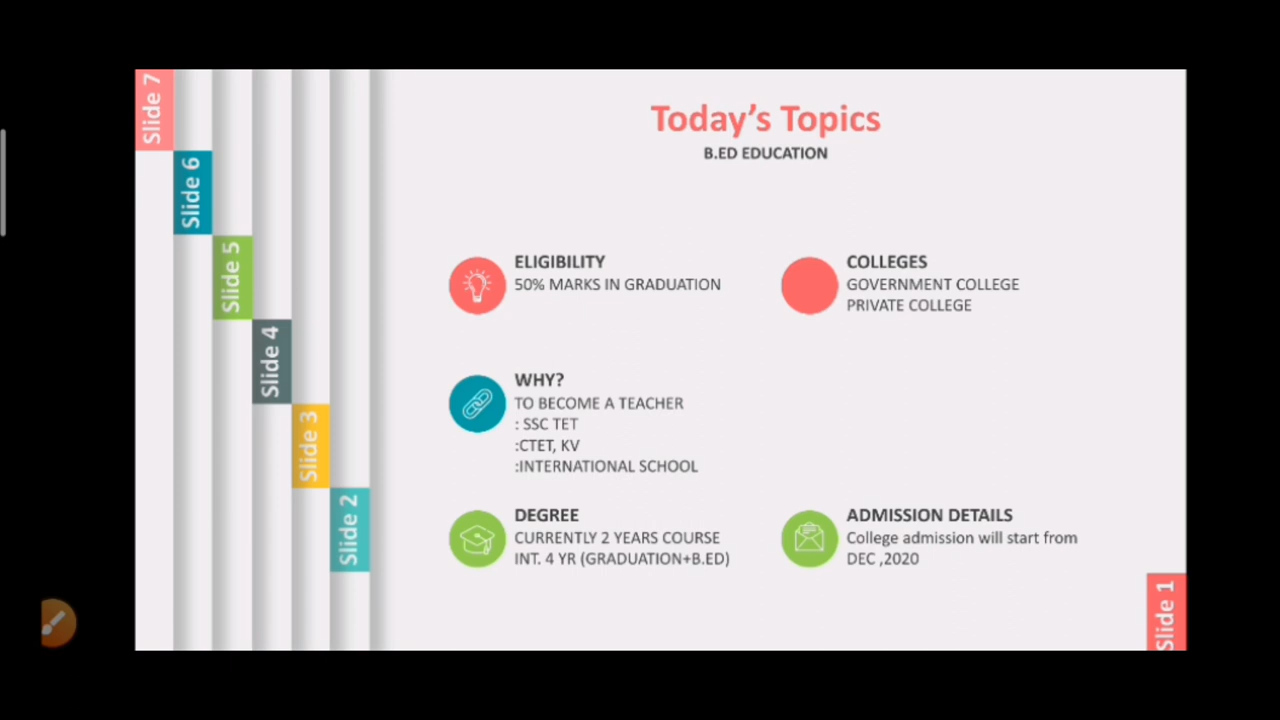 Slide 7
Slide 6
Slide 5
Slide 4
Slide 3
Slide 2
Today's Topics
B.ED EDUCATION
ELIGIBILITY
50% MARKS IN GRADUATION
COLLEGES
GOVERNMENT COLLEGE
PRIVATE COLLEGE
WHY?
TO BECOME A TEACHER
: SSC TET
:CTET, KV
:INTERNATIONAL SCHOOL
DEGREE
CURRENTLY 2 YEARS COURSE
INT. 4 YR (GRADUATION+B.ED)
ADMISSION DETAILS
College admission will start from
DEC ,2020
Slide 1